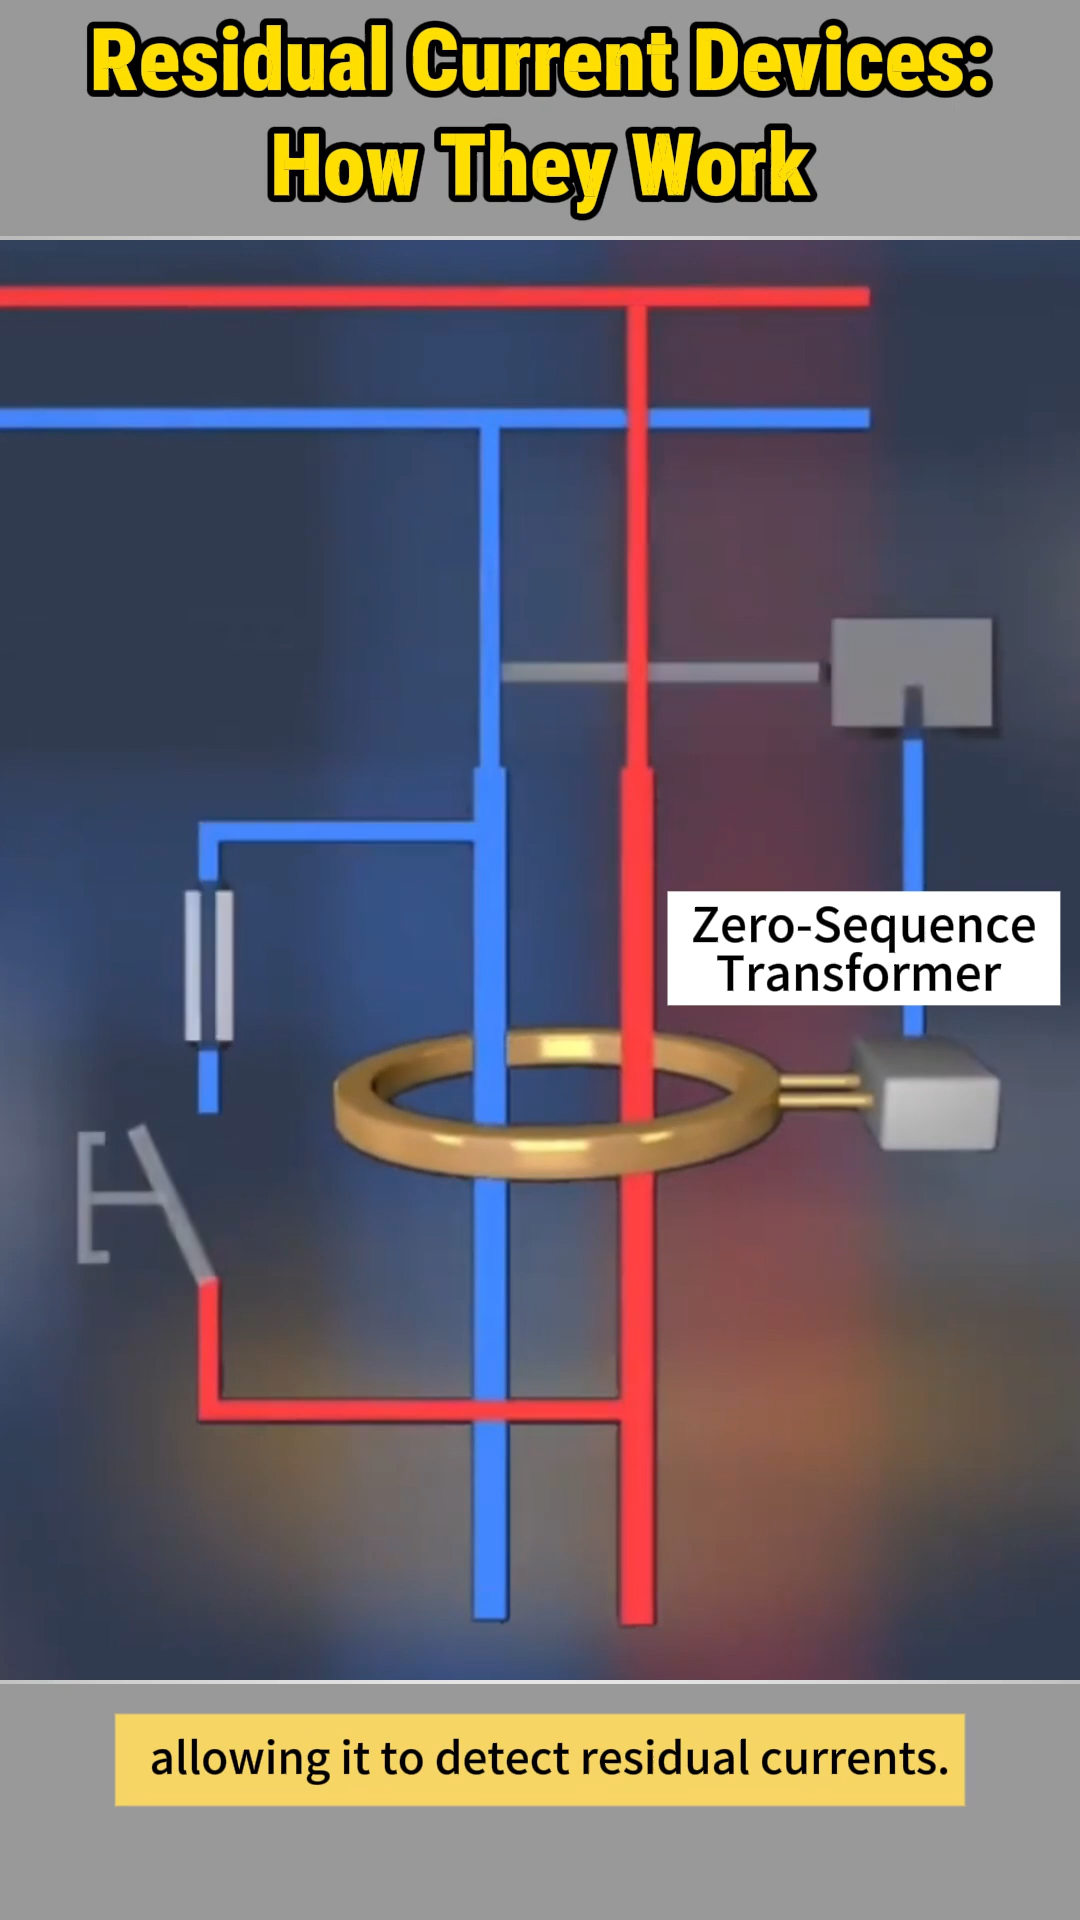 Residual Current Devices:
How They Work
Zero-Sequence
Transformer
allowing it to detect residual currents.